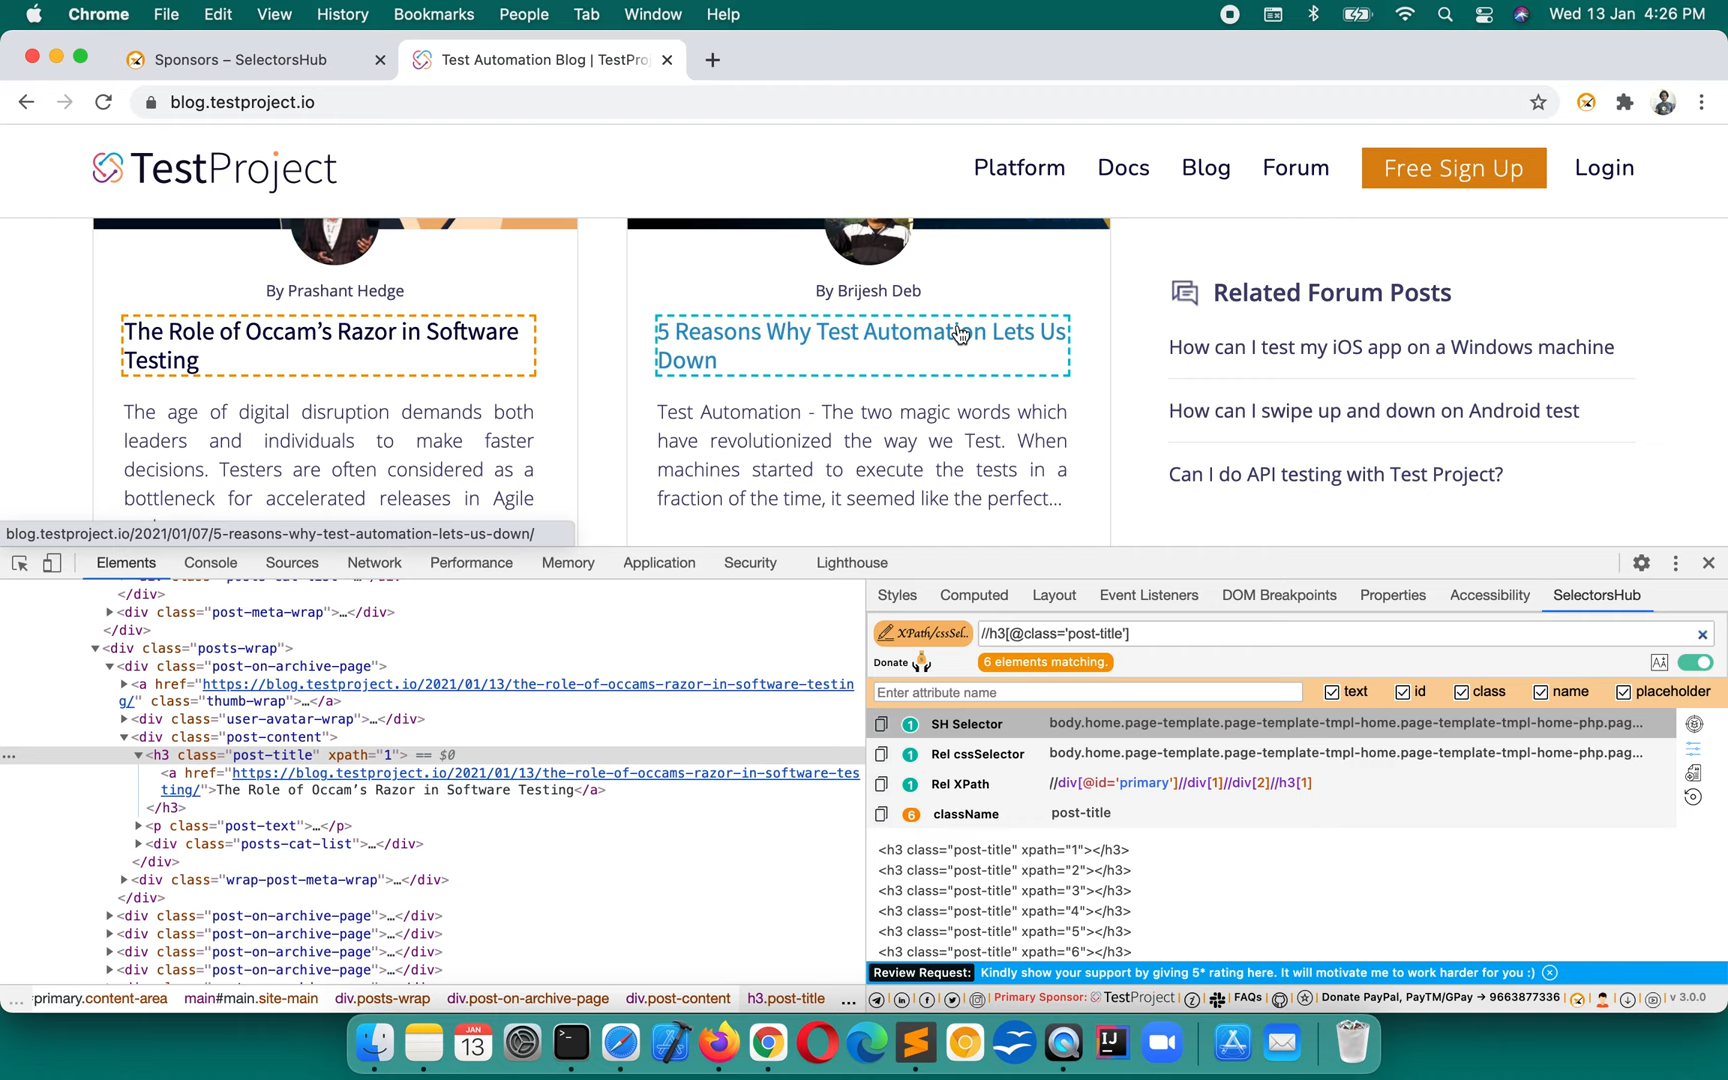 Chrome File Edit View History Bookmarks People Tab Window Help Wed 13 Jan 4:26 PM
Sponsors – SelectorsHub
Test Automation Blog | TestPro
blog.testproject.io
TestProject
Platform Docs Blog Forum Free Sign Up Login
By Prashant Hedge
The Role of Occam's Razor in Software
Testing
The age of digital disruption demands both
leaders and individuals to make faster
decisions. Testers are often considered as a
bottleneck for accelerated releases in Agile
By Brijesh Deb
5 Reasons Why Test Automation Lets Us
Down
Test Automation - The two magic words which
have revolutionized the way we Test. When
machines started to execute the tests in a
fraction of the time, it seemed like the perfect...
Related Forum Posts
How can I test my iOS app on a Windows machine
How can I swipe up and down on Android test
Can I do API testing with Test Project?
blog.testproject.io/2021/01/07/5-reasons-why-test-automation-lets-us-down/
Elements Console Sources Network Performance Memory Application Security Lighthouse
</div>
▶<div class="post-meta-wrap">…</div>
</div>
▼<div class="posts-wrap">
▼<div class="post-on-archive-page">
▶<a href="https://blog.testproject.io/2021/01/13/the-role-of-occams-razor-in-software-testin
g/" class="thumb-wrap">…</a>
▶<div class="user-avatar-wrap">…</div>
▼<div class="post-content">
… ▼<h3 class="post-title" xpath="1"> == $0
<a href="https://blog.testproject.io/2021/01/13/the-role-of-occams-razor-in-software-tes
ting/">The Role of Occam's Razor in Software Testing</a>
</h3>
▶<p class="post-text">…</p>
▶<div class="posts-cat-list">…</div>
</div>
▶<div class="wrap-post-meta-wrap">…</div>
</div>
▶<div class="post-on-archive-page">…</div>
▶<div class="post-on-archive-page">…</div>
▶<div class="post-on-archive-page">…</div>
▶<div class="post-on-archive-page">…</div>
… #primary.content-area main#main.site-main div.posts-wrap div.post-on-archive-page div.post-content h3.post-title …
Styles Computed Layout Event Listeners DOM Breakpoints Properties Accessibility SelectorsHub
XPath/cssSel.. //h3[@class='post-title']
Donate 6 elements matching.
Enter attribute name text id class name placeholder
1 SH Selector body.home.page-template.page-template-tmpl-home.page-template-tmpl-home-php.pag...
1 Rel cssSelector body.home.page-template.page-template-tmpl-home.page-template-tmpl-home-php.pag...
1 Rel XPath //div[@id='primary']//div[1]//div[2]//h3[1]
6 className post-title
<h3 class="post-title" xpath="1"></h3>
<h3 class="post-title" xpath="2"></h3>
<h3 class="post-title" xpath="3"></h3>
<h3 class="post-title" xpath="4"></h3>
<h3 class="post-title" xpath="5"></h3>
<h3 class="post-title" xpath="6"></h3>
Review Request: Kindly show your support by giving 5* rating here. It will motivate me to work harder for you :)
Primary Sponsor: TestProject FAQs Donate PayPal, PayTM/GPay → 9663877336 v 3.0.0
JAN
13
IJ